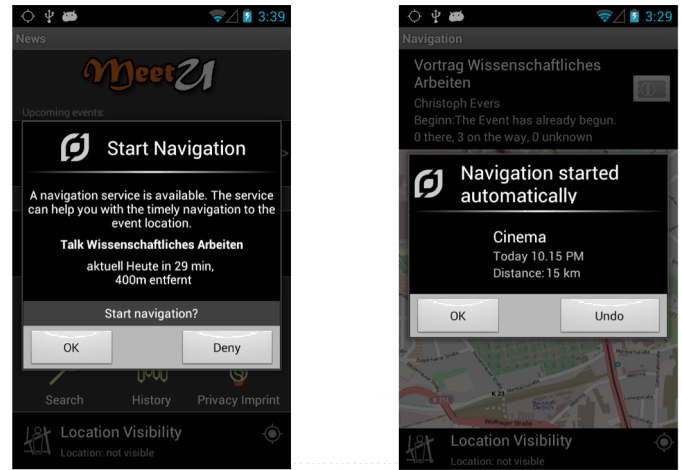 3:39
News
MeetU
Upcoming events:
Start Navigation
A navigation service is available. The service
can help you with the timely navigation to the
event location.
Talk Wissenschaftliches Arbeiten
aktuell Heute in 29 min,
400m entfernt
Start navigation?
OK
Deny
Search
History
Privacy Imprint
Location Visibility
Location: not visible
3:29
Navigation
Vortrag Wissenschaftliches
Arbeiten
Christoph Evers
Beginn:The Event has already begun.
0 there, 3 on the way, 0 unknown
Navigation started
automatically
Cinema
Today 10.15 PM
Distance: 15 km
OK
Undo
K 23
B 251
Wolfhager Straße
Location Visibility
Location: not visible